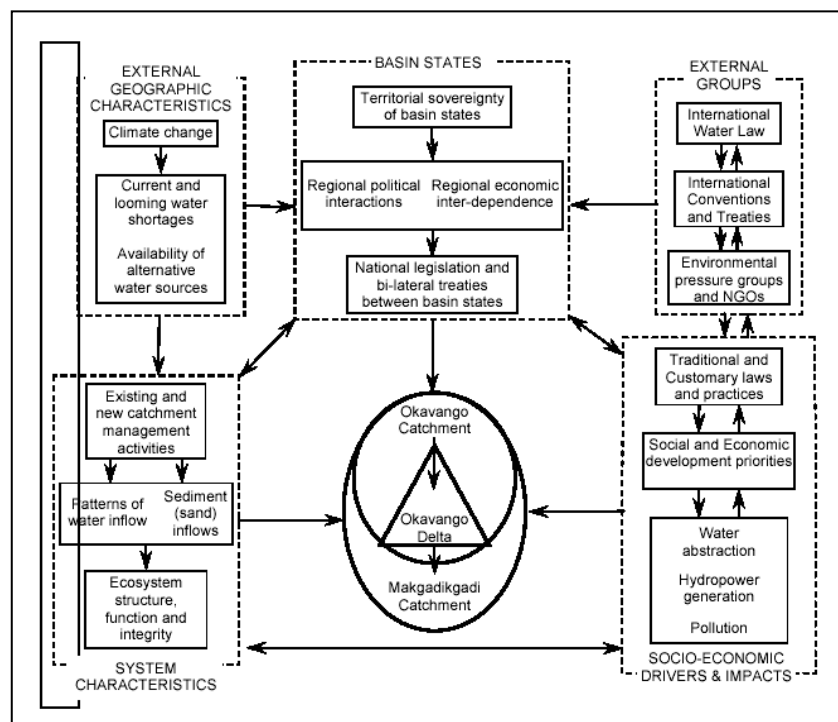 EXTERNAL
GEOGRAPHIC
CHARACTERISTICS
Climate change
Current and
looming water
shortages
Availability of
alternative
water sources
BASIN STATES
Territorial sovereignty
of basin states
Regional political
interactions
Regional economic
inter-dependence
National legislation and
bi-lateral treaties
between basin states
EXTERNAL
GROUPS
International
Water Law
International
Conventions
and Treaties
Environmental
pressure groups
and NGOs
Existing and
new catchment
management
activities
Patterns of
water inflow
Sediment
(sand)
inflows
Ecosystem
structure,
function and
integrity
SYSTEM
CHARACTERISTICS
Okavango
Catchment
Okavango
Delta
Makgadikgadi
Catchment
Traditional and
Customary laws
and practices
Social and Economic
development priorities
Water
abstraction
Hydropower
generation
Pollution
SOCIO-ECONOMIC
DRIVERS & IMPACTS